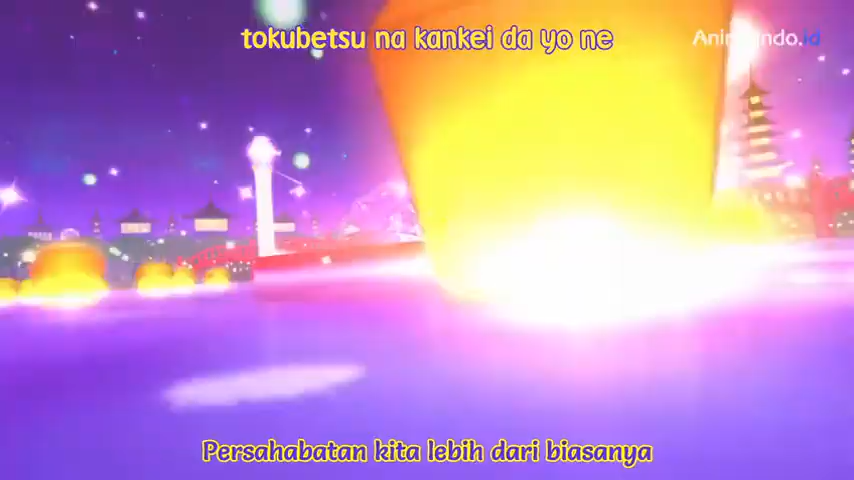 tokubetsu na kankei da yo ne
Persahabatan kita lebih dari biasanya